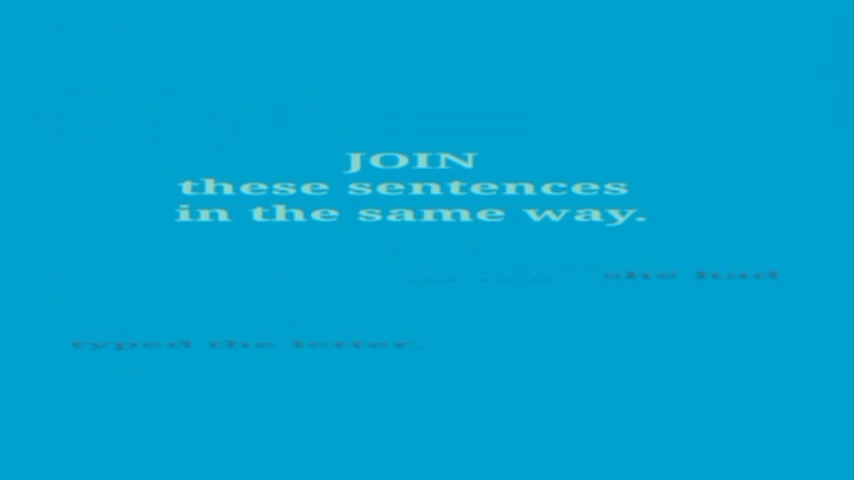 JOIN
these sentences
in the same way.
she had
typed the letter.